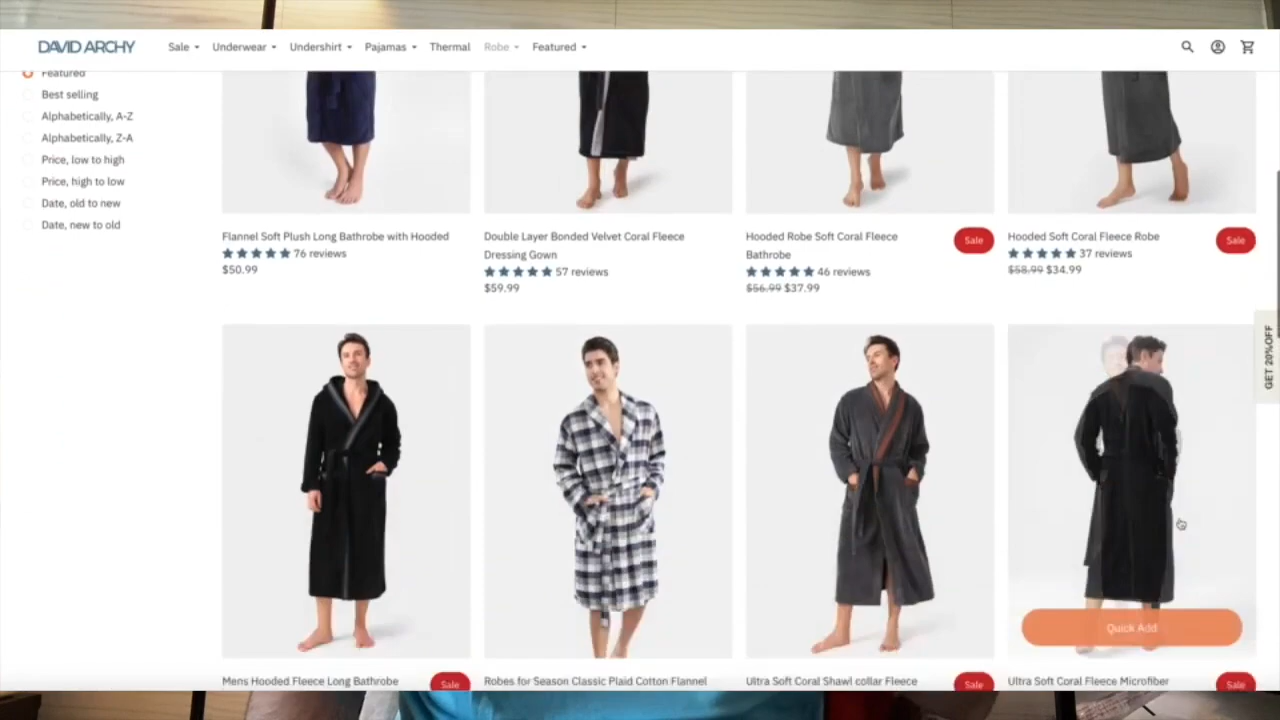 DAVID ARCHY
Sale
Underwear
Undershirt
Pajamas
Thermal
Robe
Featured
Featured
Best selling
Alphabetically, A-Z
Alphabetically, Z-A
Price, low to high
Price, high to low
Date, old to new
Date, new to old
Flannel Soft Plush Long Bathrobe with Hooded
76 reviews
$50.99
Double Layer Bonded Velvet Coral Fleece
Dressing Gown
57 reviews
$59.99
Hooded Robe Soft Coral Fleece
Bathrobe
Sale
46 reviews
$56.99 $37.99
Hooded Soft Coral Fleece Robe
Sale
37 reviews
$58.99 $34.99
GET 20%OFF
Quick Add
Mens Hooded Fleece Long Bathrobe
Sale
Robes for Season Classic Plaid Cotton Flannel
Ultra Soft Coral Shawl collar Fleece
Sale
Ultra Soft Coral Fleece Microfiber
Sale